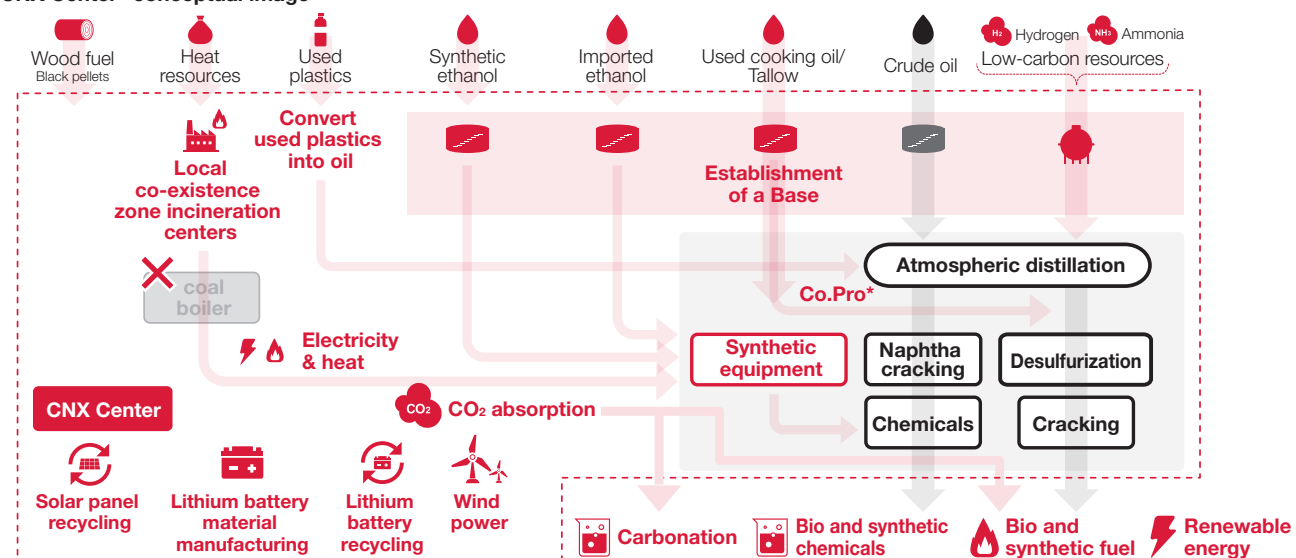 Wood fuel
Black pellets
Heat
resources
Used
plastics
Synthetic
ethanol
Imported
ethanol
Used cooking oil/
Tallow
Crude oil
H₂ Hydrogen
NH₃ Ammonia
Low-carbon resources
Local
co-existence
zone incineration
centers
Convert
used plastics
into oil
Establishment
of a Base
coal
boiler
Atmospheric distillation
Co.Pro*
Electricity
& heat
Synthetic
equipment
Naphtha
cracking
Desulfurization
CNX Center
CO₂
CO₂ absorption
Chemicals
Cracking
Solar panel
recycling
Lithium battery
material
manufacturing
Lithium
battery
recycling
Wind
power
Carbonation
Bio and synthetic
chemicals
Bio and
synthetic fuel
Renewable
energy